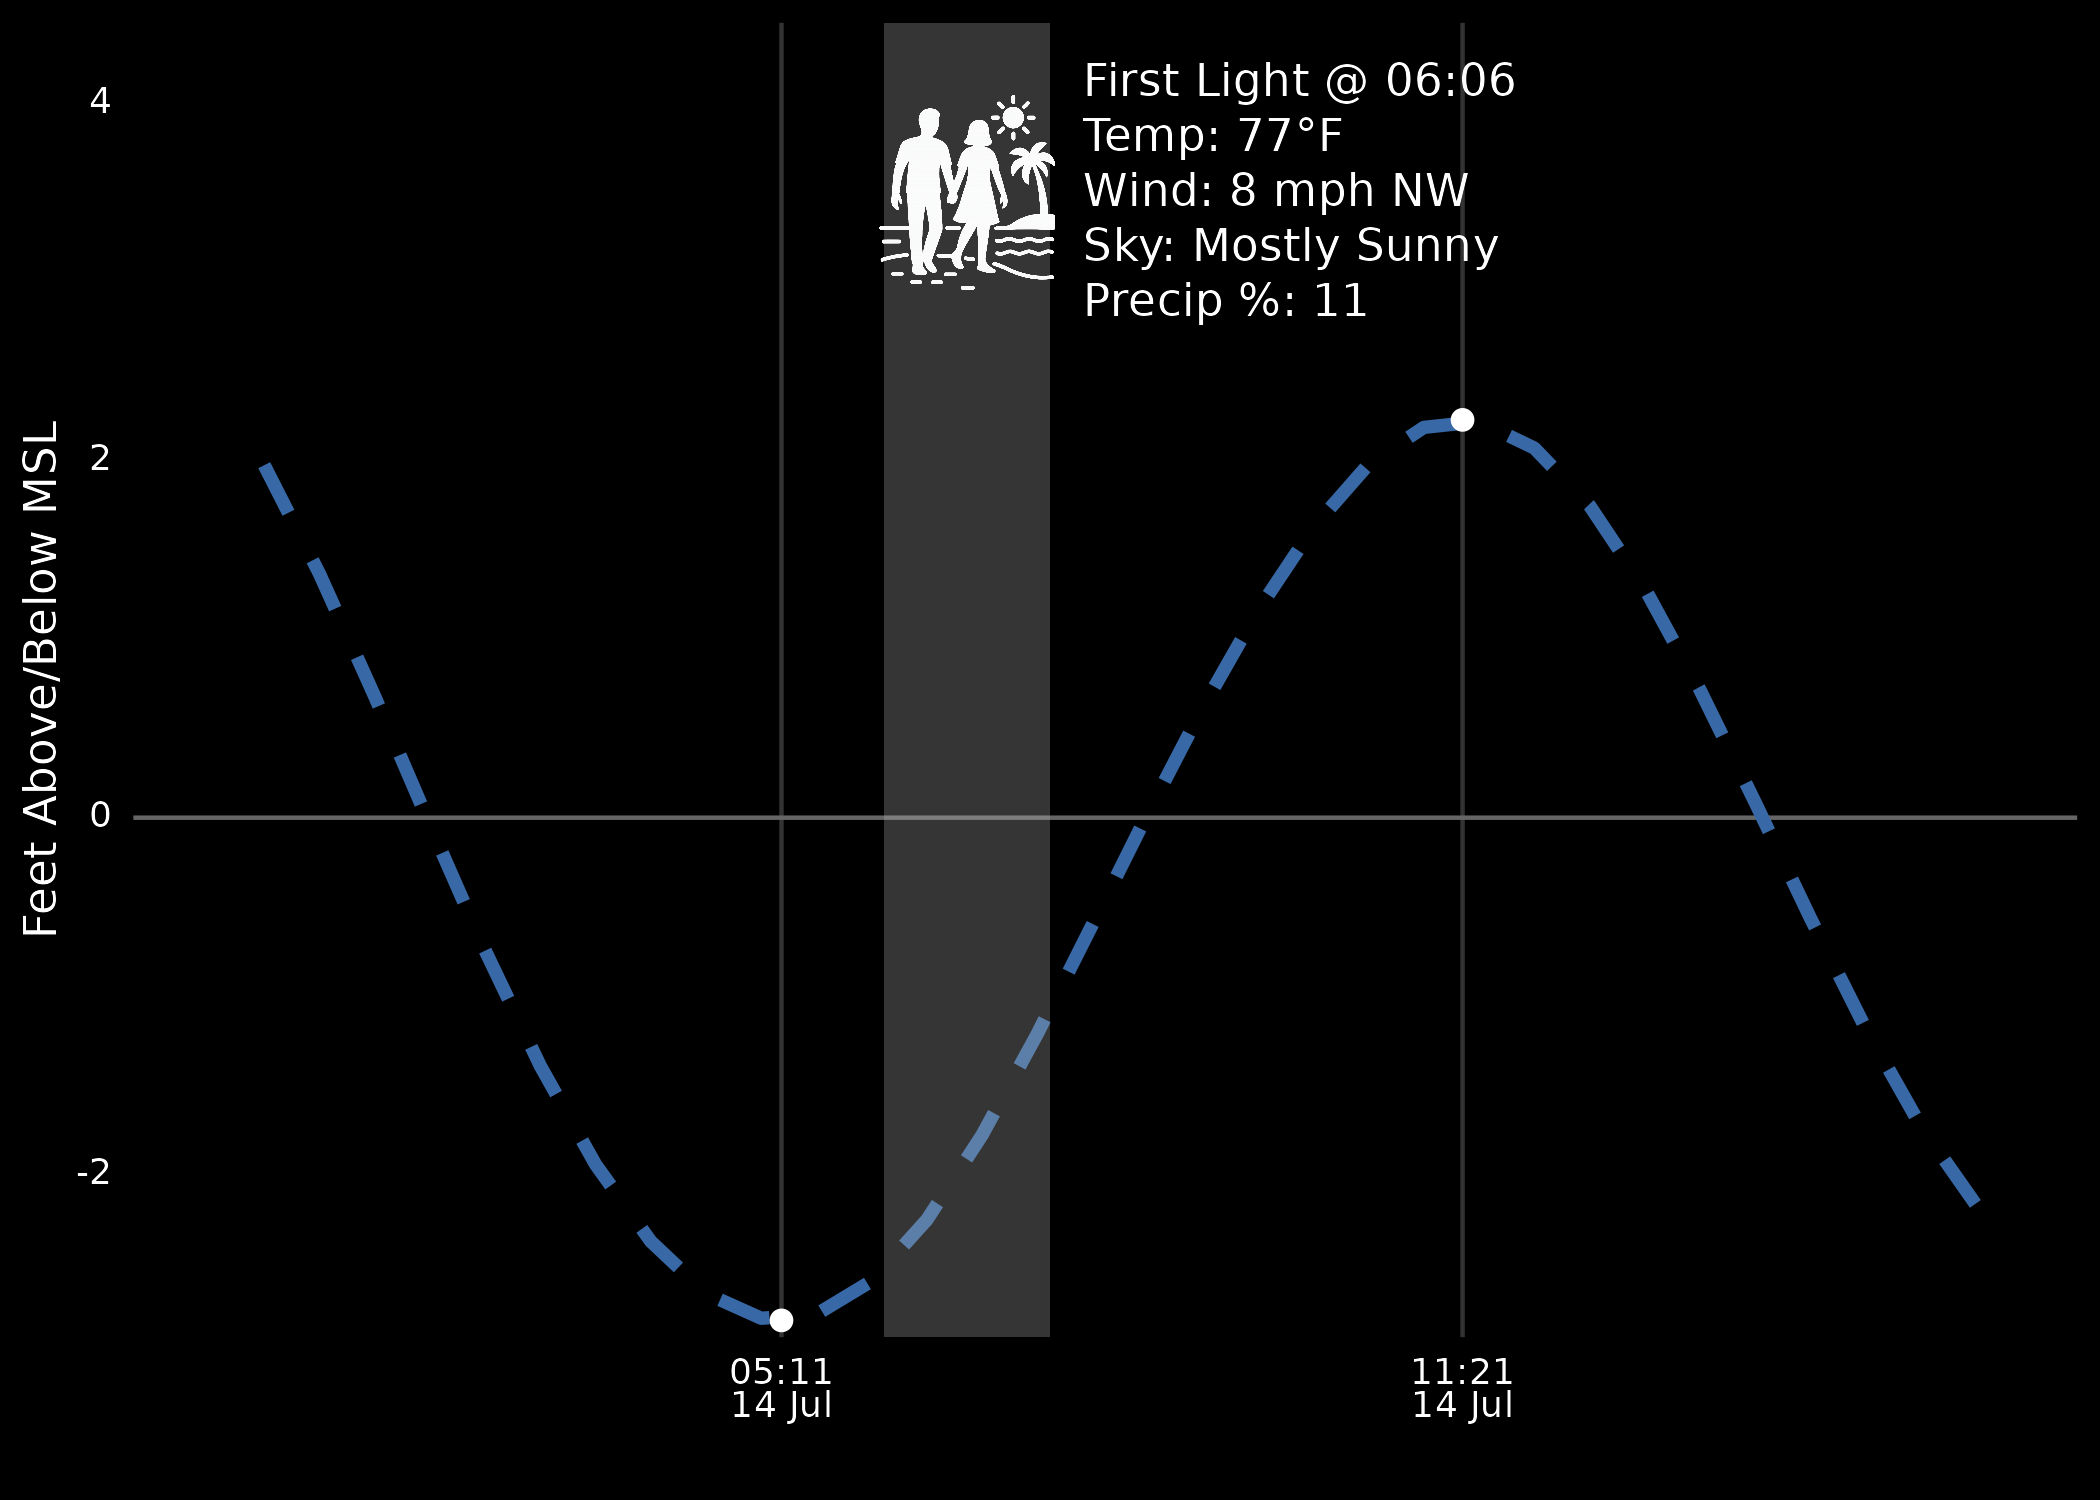 First Light @ 06:06
Temp: 77°F
Wind: 8 mph NW
Sky: Mostly Sunny
Precip %: 11
Feet Above/Below MSL
4
2
0
-2
05:11
14 Jul
11:21
14 Jul